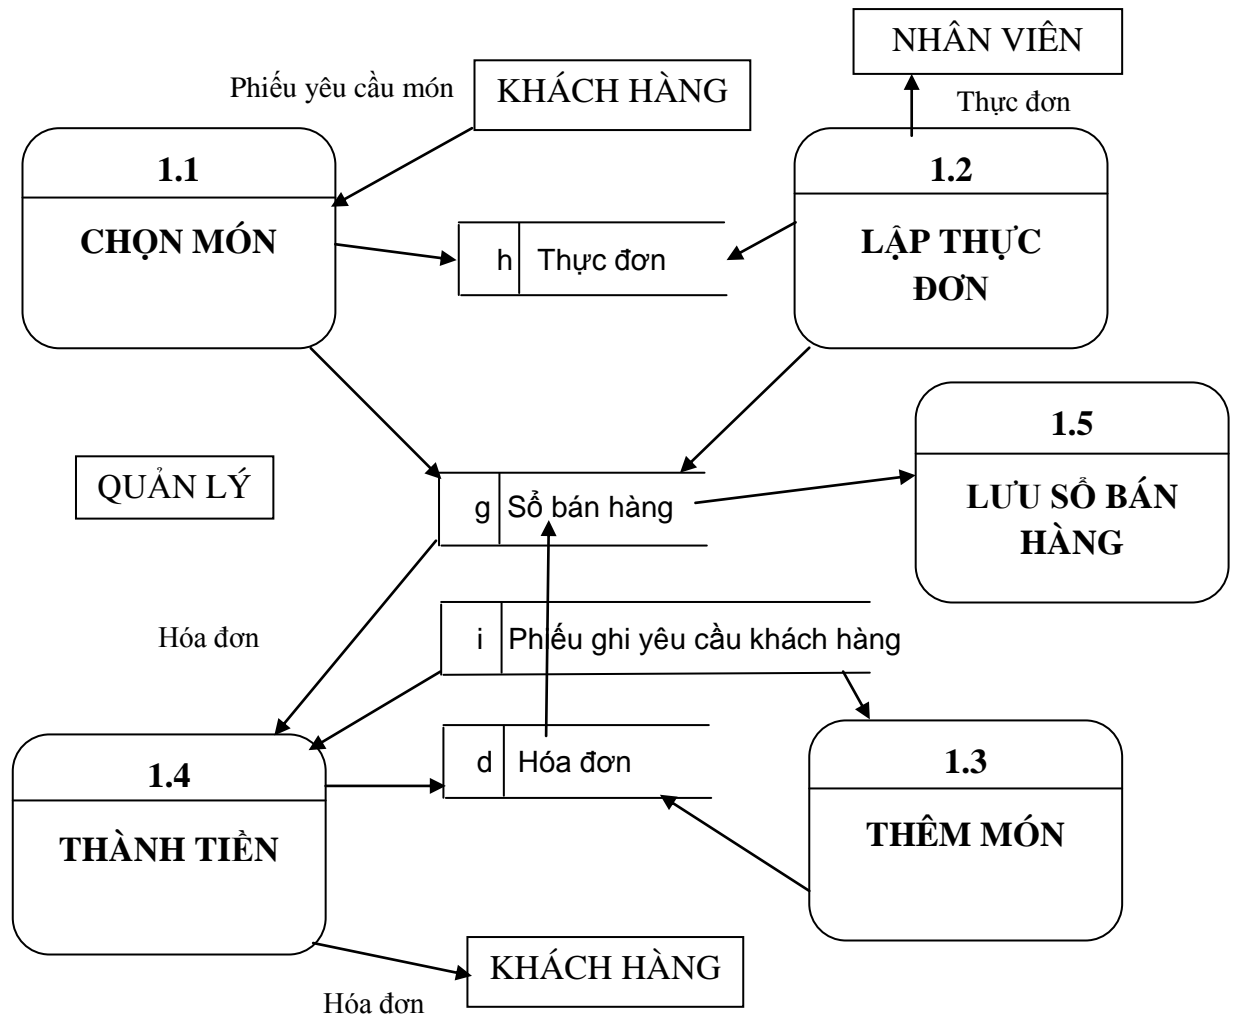 NHÂN VIÊN
Phiếu yêu cầu món
KHÁCH HÀNG
Thực đơn
1.1
CHỌN MÓN
1.2
LẬP THỰC
ĐƠN
h
Thực đơn
1.5
LƯU SỔ BÁN
HÀNG
QUẢN LÝ
g
Sổ bán hàng
Hóa đơn
i
Phiếu ghi yêu cầu khách hàng
1.4
THÀNH TIỀN
d
Hóa đơn
1.3
THÊM MÓN
KHÁCH HÀNG
Hóa đơn